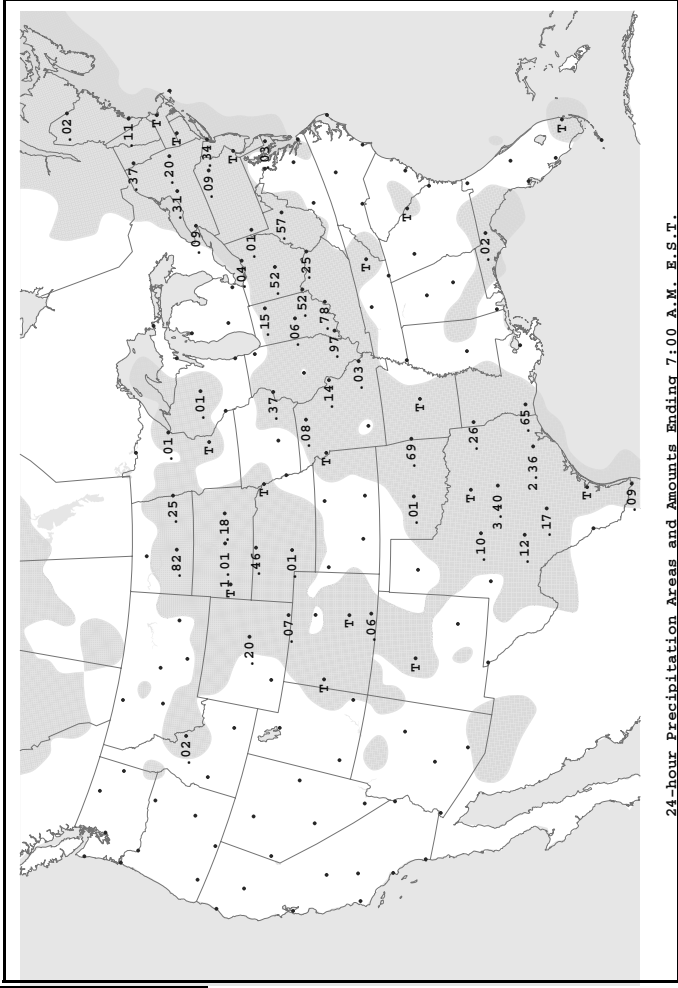 .02
.11
T
T
.37
.20
.34
T
.03
.31
.09
.09
.01
.57
.04
.52
.25
T
T
T
.02
.15
.52
.06
.78
.97
.03
.14
.01
.37
.01
T
.08
T
T
.26
.65
.69
.25
T
.18
1.01
T
.46
.01
.82
.01
T
3.40
2.36
T
.09
.10
.12
.17
.07
T
.06
.20
T
T
.02
24-hour Precipitation Areas and Amounts Ending 7:00 A.M. E.S.T.